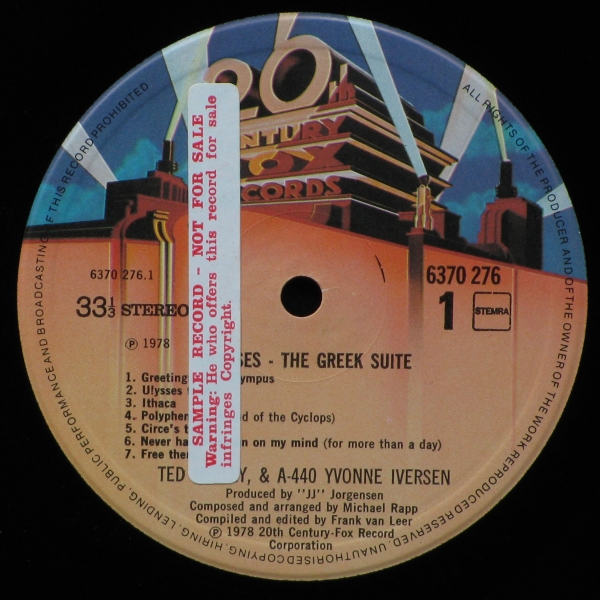 PUBLIC PERFORMANCE AND BROADCASTING OF THIS RECORD PROHIBITED
ALL RIGHTS OF THE PRODUCER AND OF THE OWNER OF THE WORK REPRODUCED RESERVED. UNAUTHORISED COPYING, HIRING, LENDING,
20th
ENTURY
FOX
RECORDS
SAMPLE RECORD - NOT FOR SALE
Warning: He who offers this record for sale
infringes Copyright.
6370 276.1
33⅓ STEREO
℗ 1978
6370 276
1
STEMRA
SES - THE GREEK SUITE
1. Greeting ympus
2. Ulysses
3. Ithaca
4. Polyphem ed of the Cyclops)
5. Circe's
6. Never ha n on my mind (for more than a day)
7. Free the
TED Y, & A-440 YVONNE IVERSEN
Produced by ''JJ'' Jorgensen
Composed and arranged by Michael Rapp
Compiled and edited by Frank van Leer
℗ 1978 20th Century-Fox Record
Corporation